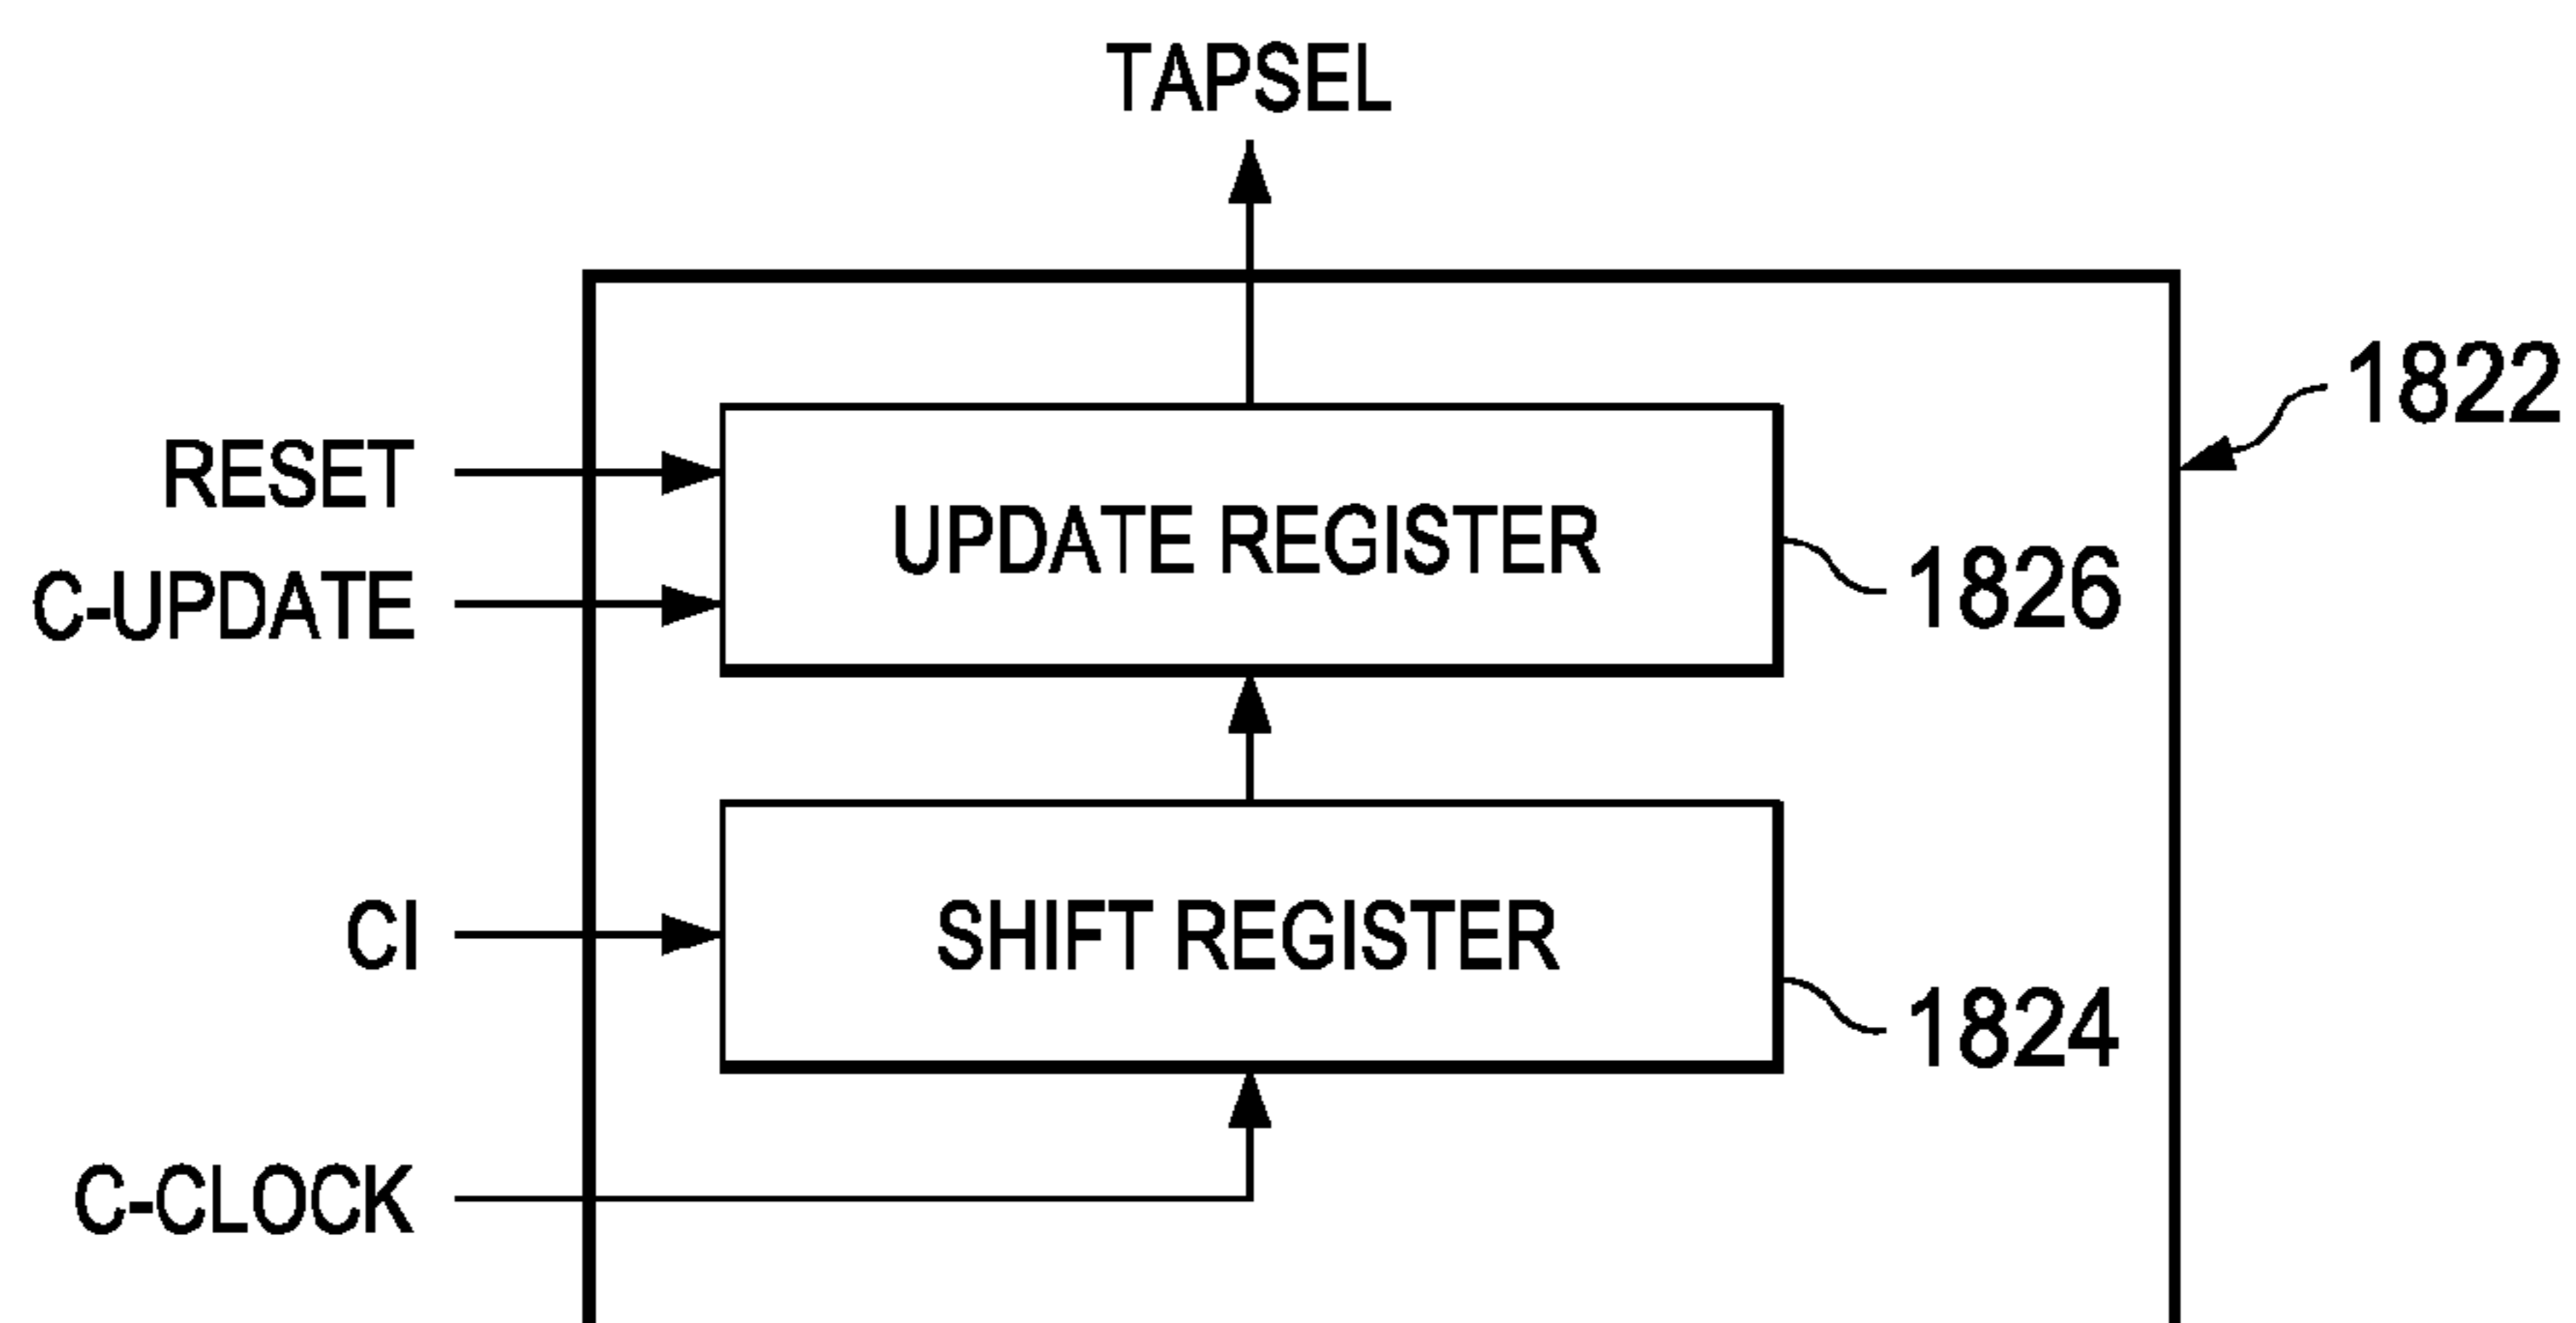 TAPSEL
1822
RESET
UPDATE REGISTER
C-UPDATE
1826
CI
SHIFT REGISTER
1824
C-CLOCK